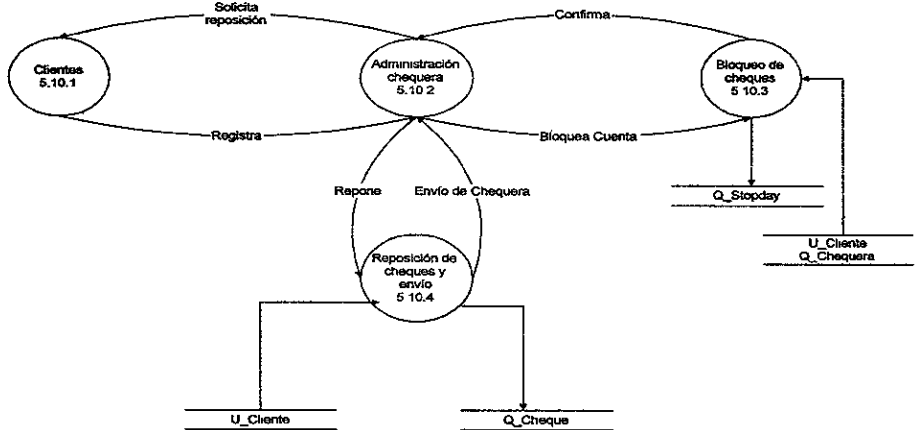 Solicita
reposición
Confirma
Clientes
5.10.1
Administración
chequera
5.10 2
Bloqueo de
cheques
5 10.3
Registra
Bloquea Cuenta
Repone
Envío de Chequera
Q_Stopday
U_Cliente
Q_Chequera
Reposición de
cheques y
envío
5 10.4
U_Cliente
Q_Cheque